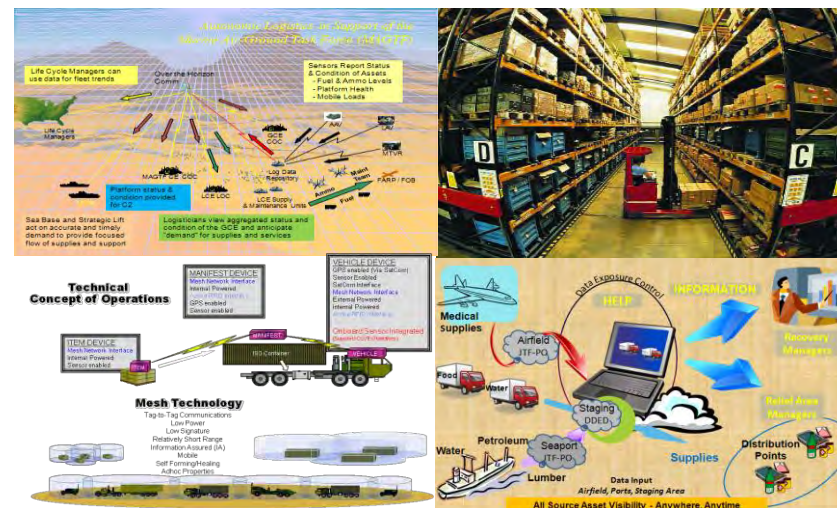 Autonomic Logistics in Support of the
Marine Air-Ground Task Force (MAGTF)
Life Cycle Managers can
use data for fleet trends
Over the Horizon
Comm
Sensors Report Status
& Condition of Assets
- Fuel & Ammo Levels
- Platform Health
- Mobile Loads
Life Cycle
Managers
GCE
COC
AAV
LAV
MTVR
MAGTF CE COC
Log Data
Repository
Platform status &
condition provided
for C2
LCE LOC
LCE Supply
& Maintenance Units
Ammo
Maint
Team
Fuel
FARP / FOB
Sea Base and Strategic Lift
act on accurate and timely
demand to provide focused
flow of supplies and support
Logisticians view aggregated status and
condition of the GCE and anticipate
"demand" for supplies and services
D
C
Technical
Concept of Operations
MANIFEST DEVICE
Mesh Network Interface
Internal Powered
GPS enabled
Sensor enabled
VEHICLE DEVICE
GPS enabled (Via SatCom)
Sensor Enabled
SatCom Interface
Mesh Network Interface
External Powered
Internal Powered
Onboard Sensor Integrated
ITEM DEVICE
Mesh Network Interface
Internal Powered
Sensor enabled
MANIFEST
ISO Container
VEHICLE
Mesh Technology
Tag-to-Tag Communications
Low Power
Low Signature
Relatively Short Range
Information Assured (IA)
Mobile
Self Forming/Healing
Adhoc Properties
Data Exposure Control
HELP
INFORMATION
Medical
supplies
Airfield
JTF-PO
Recovery
Managers
Food
Water
Staging
DDED
Relief Area
Managers
Petroleum
Seaport
JTF-PO
Water
Lumber
Supplies
Distribution
Points
Data Input
Airfield, Ports, Staging Area
All Source Asset Visibility - Anywhere, Anytime